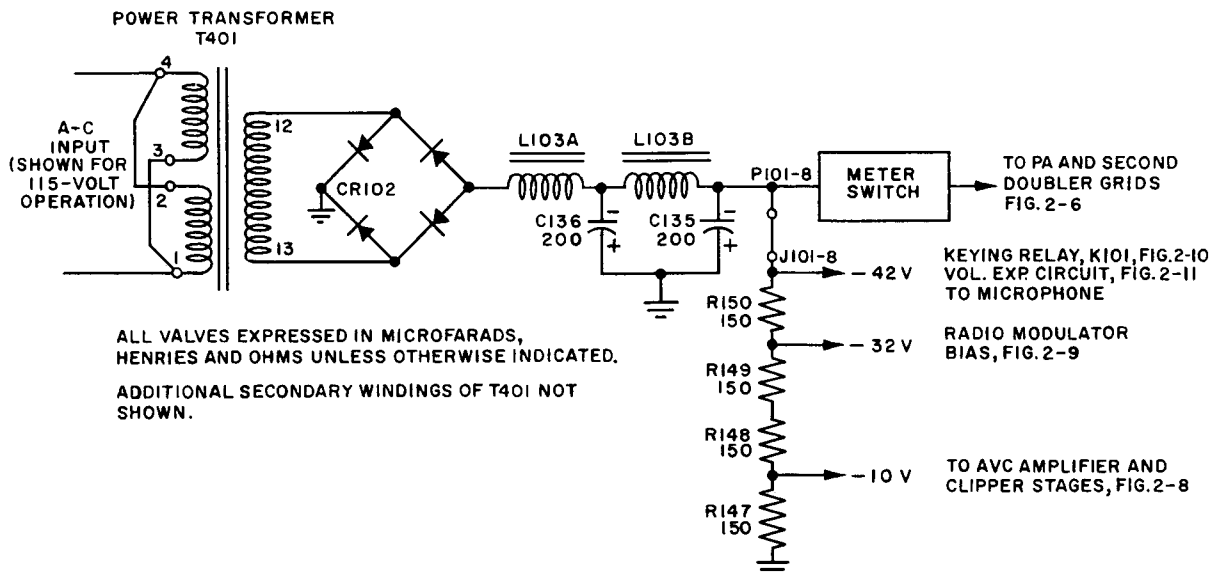 POWER TRANSFORMER
T401
4
3
2
1
A-C
INPUT
(SHOWN FOR
115-VOLT
OPERATION)
12
13
CR102
L103A
L103B
C136
200
-
+
C135
200
-
+
P101-8
METER
SWITCH
TO PA AND SECOND
DOUBLER GRIDS
FIG. 2-6
J101-8
-42 V
KEYING RELAY, K101, FIG.2-10
VOL. EXP. CIRCUIT, FIG.2-11
TO MICROPHONE
R150
150
-32 V
RADIO MODULATOR
BIAS, FIG.2-9
R149
150
R148
150
-10 V
TO AVC AMPLIFIER AND
CLIPPER STAGES, FIG.2-8
R147
150
ALL VALVES EXPRESSED IN MICROFARADS,
HENRIES AND OHMS UNLESS OTHERWISE INDICATED.
ADDITIONAL SECONDARY WINDINGS OF T401 NOT
SHOWN.